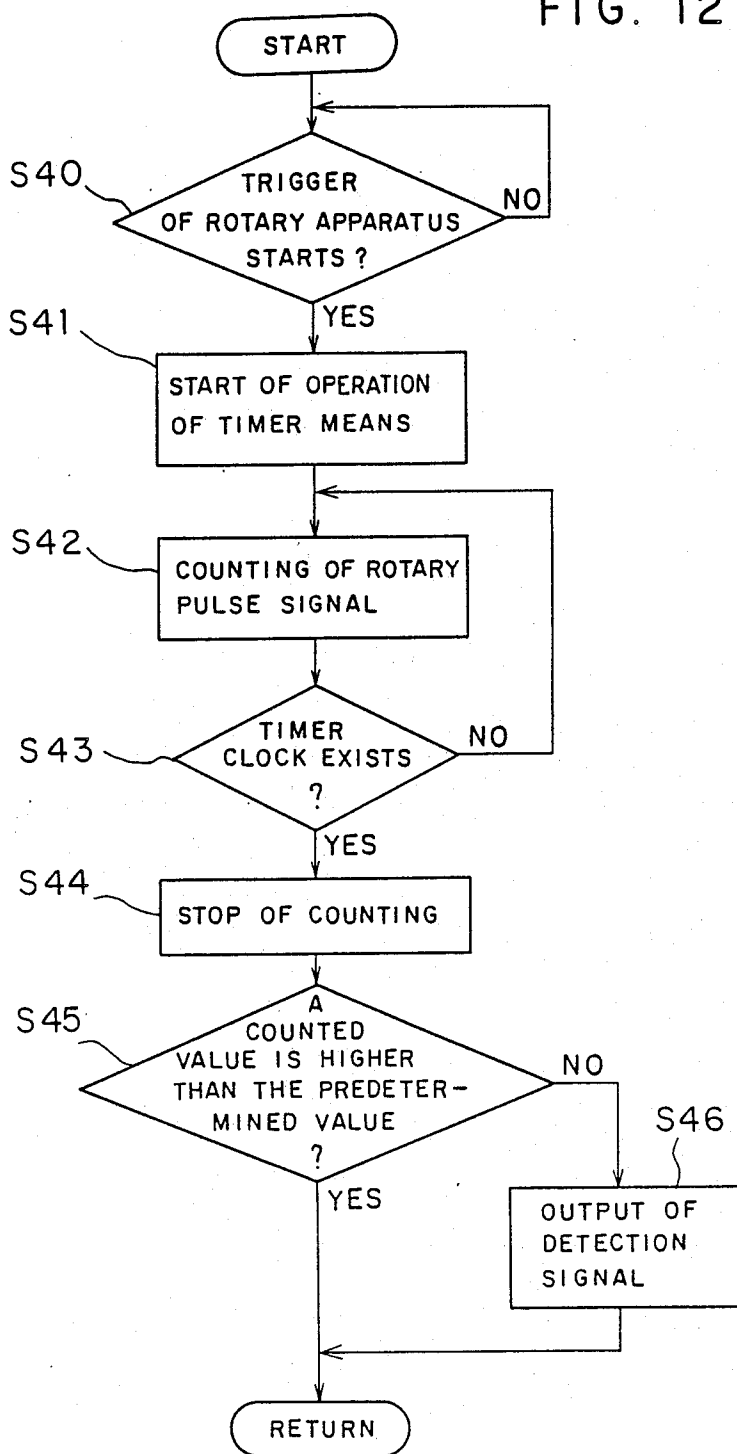 FIG. 12
START
S40
TRIGGER
OF ROTARY APPARATUS
STARTS ?
NO
YES
S41
START OF OPERATION
OF TIMER MEANS
S42
COUNTING OF ROTARY
PULSE SIGNAL
S43
TIMER
CLOCK EXISTS
?
NO
YES
S44
STOP OF COUNTING
S45
A
COUNTED
VALUE IS HIGHER
THAN THE PREDETER-
MINED VALUE
?
NO
YES
S46
OUTPUT OF
DETECTION
SIGNAL
RETURN